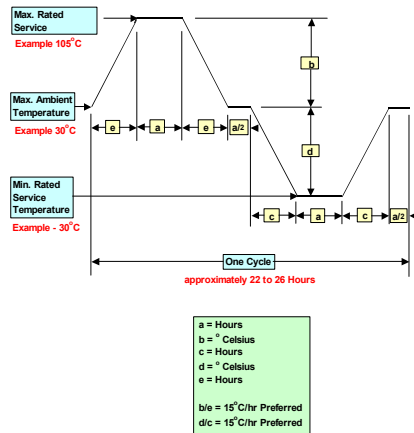 Max. Rated
Service
Example 105°C
b
Max. Ambient
Temperature
Example 30°C
e
a
e
a/2
d
Min. Rated
Service
Temperature
Example - 30°C
c
a
c
a/2
One Cycle
approximately 22 to 26 Hours
a = Hours
b = ° Celsius
c = Hours
d = ° Celsius
e = Hours
b/e = 15°C/hr Preferred
d/c = 15°C/hr Preferred